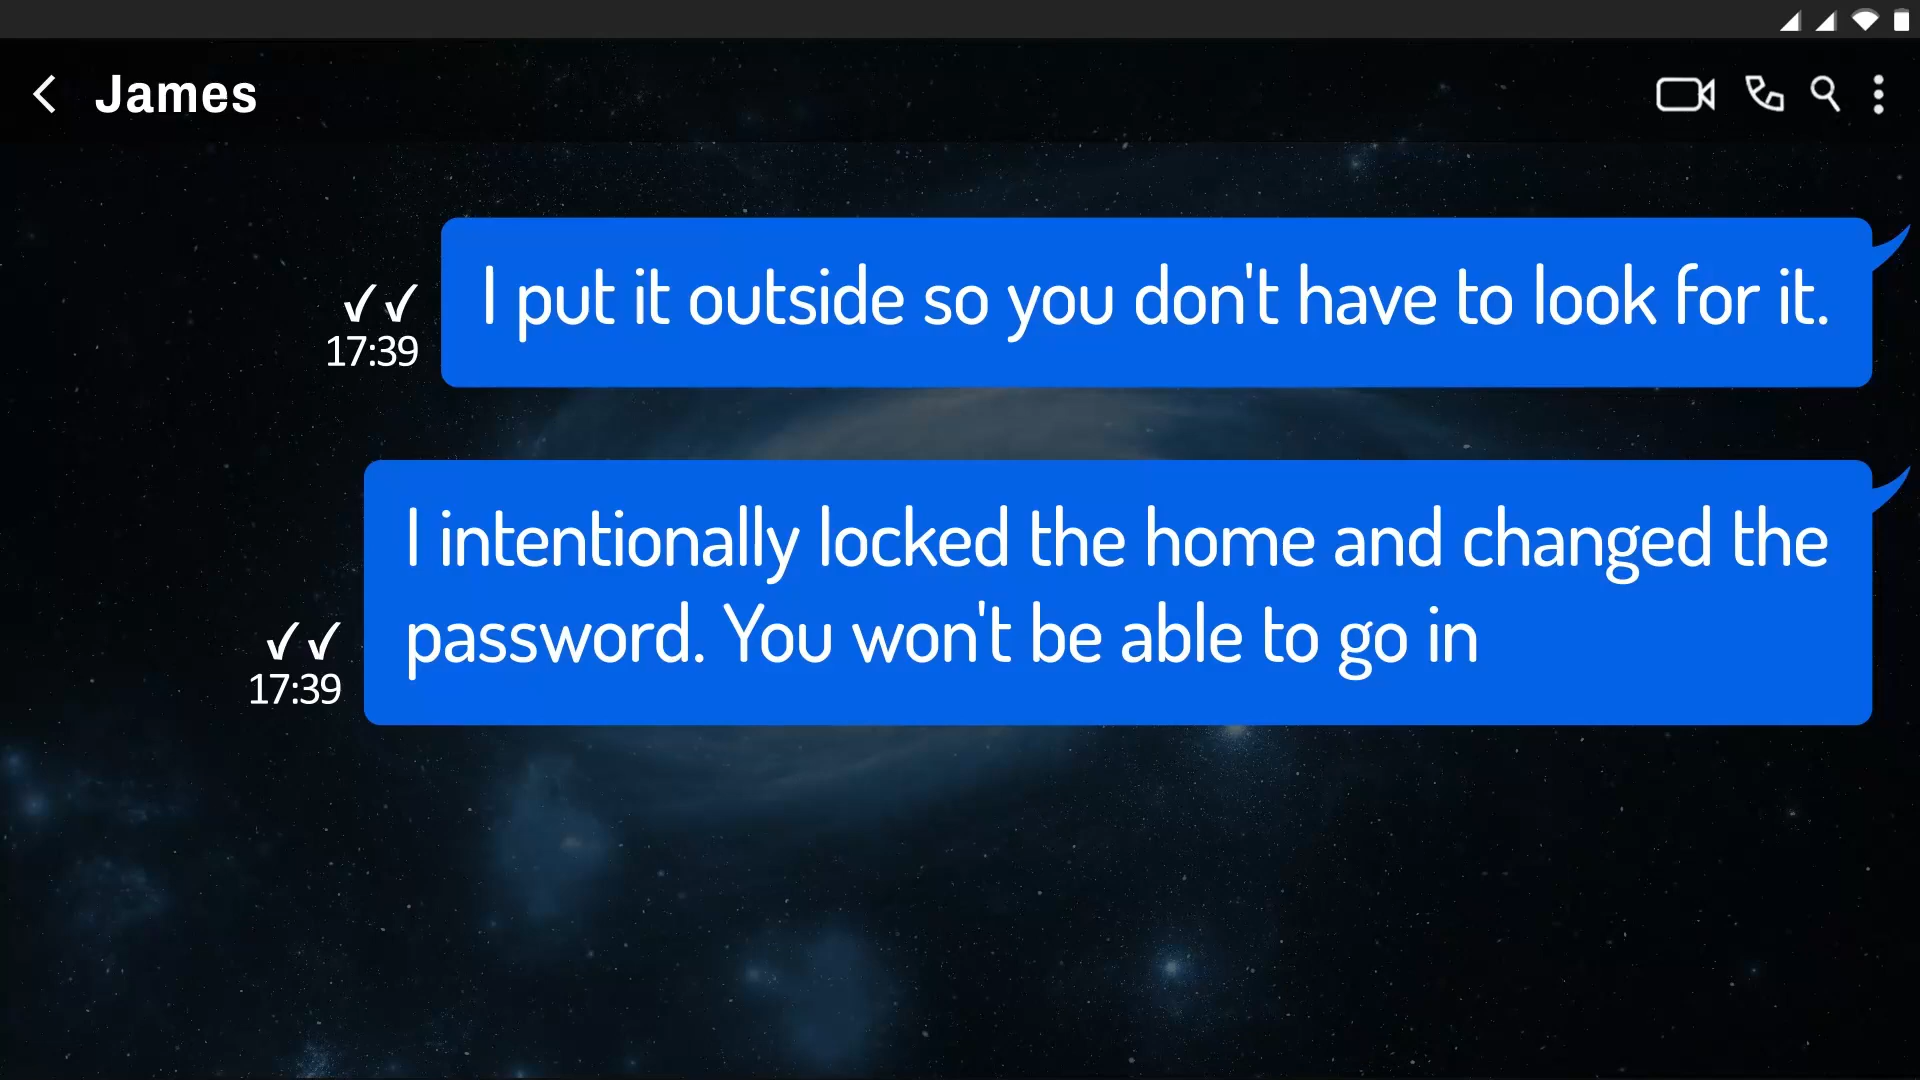 James
I put it outside so you don't have to look for it.
17:39
I intentionally locked the home and changed the
password. You won't be able to go in
17:39